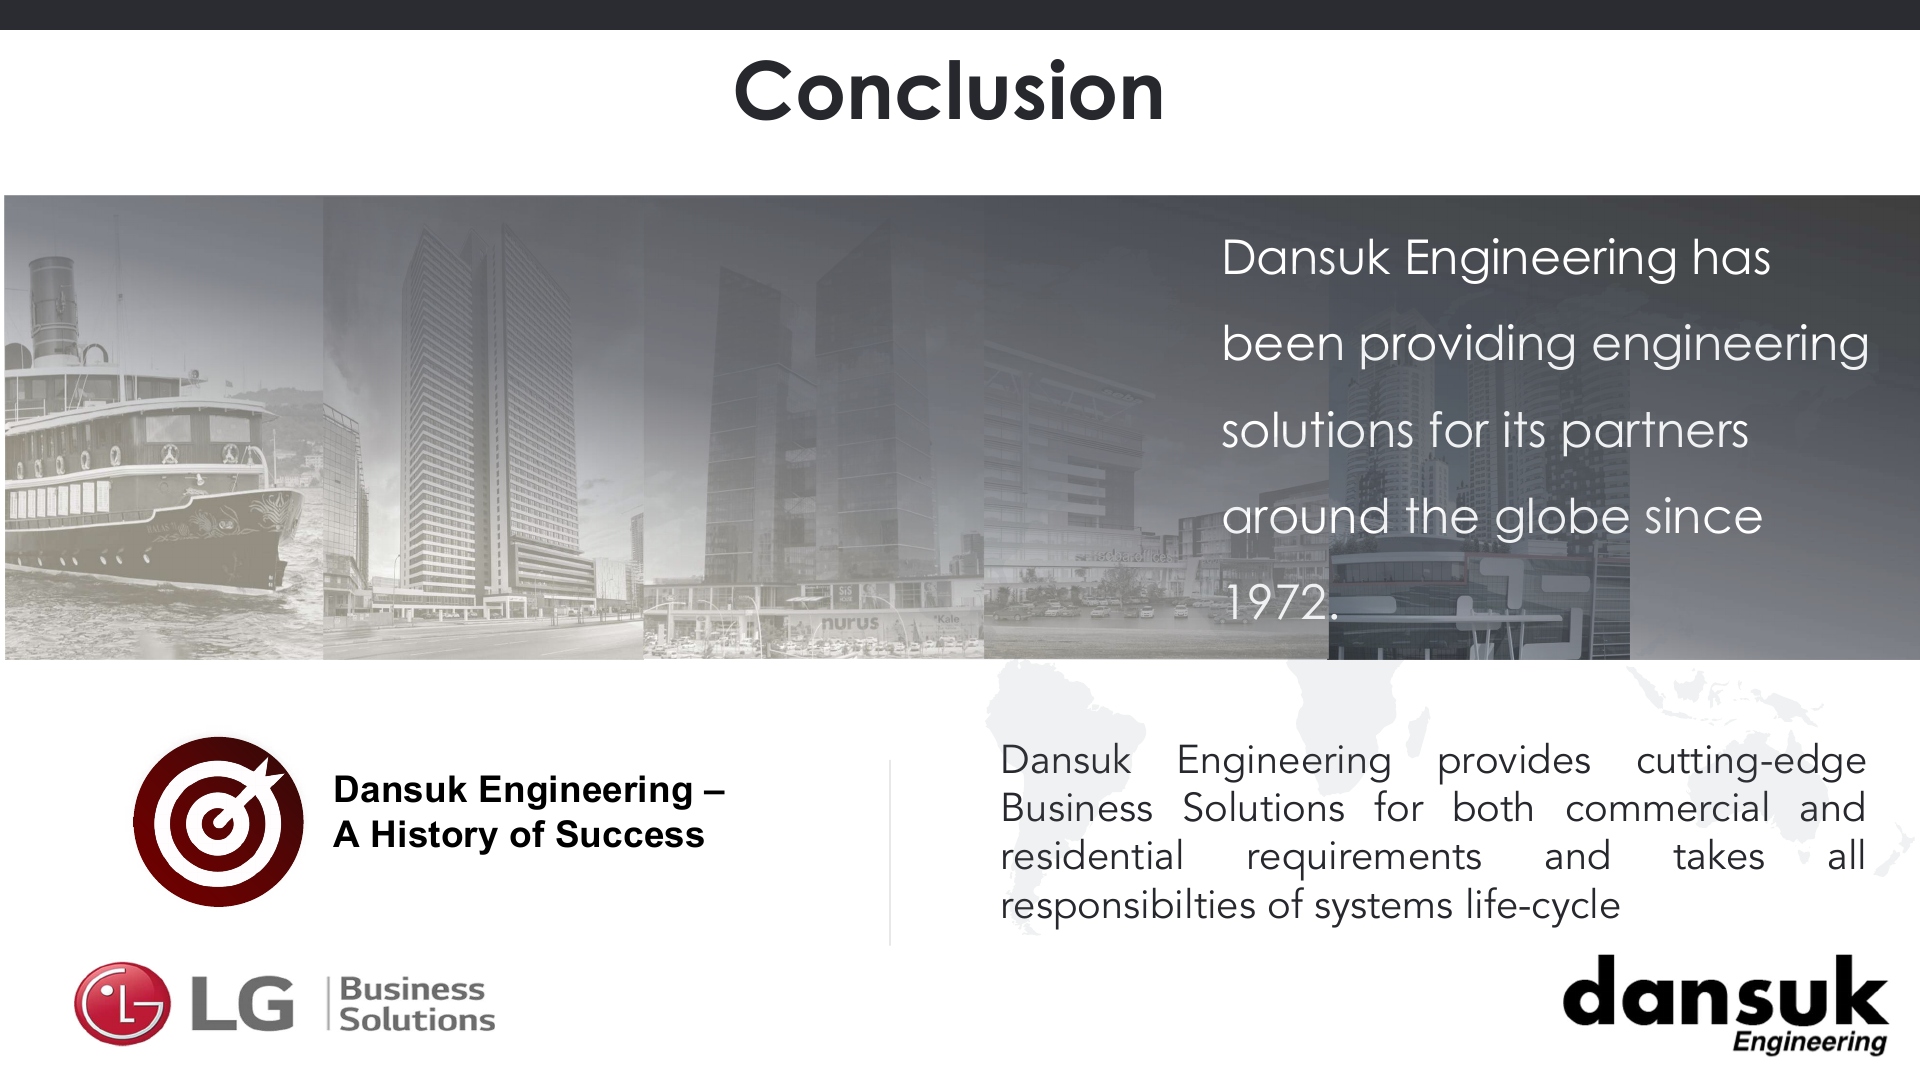 Conclusion
Dansuk Engineering has
been providing engineering
solutions for its partners
around the globe since
1972.
nurus
Dansuk Engineering –
A History of Success
Dansuk Engineering provides cutting-edge
Business Solutions for both commercial and
residential requirements and takes all
responsibilties of systems life-cycle
LG Business
Solutions
dansuk
Engineering